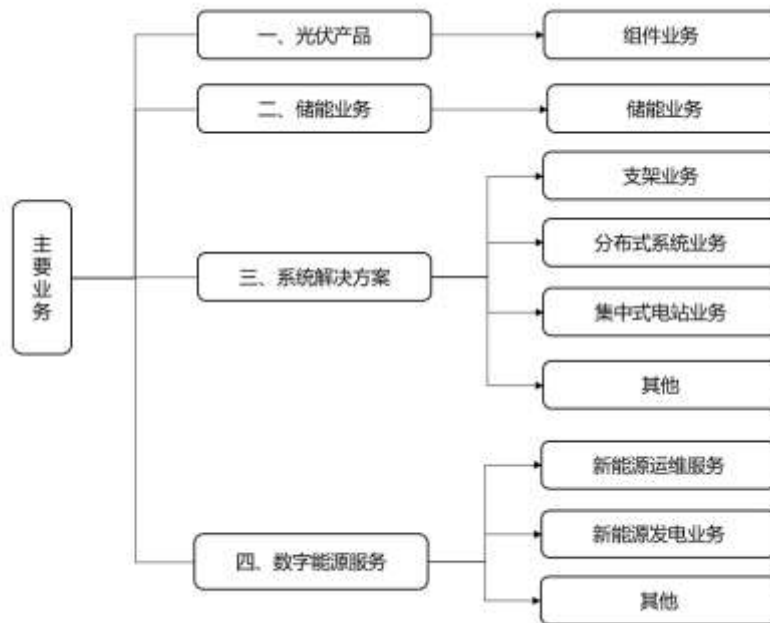 主要业务
一、光伏产品
组件业务
二、储能业务
储能业务
三、系统解决方案
支架业务
分布式系统业务
集中式电站业务
其他
四、数字能源服务
新能源运维服务
新能源发电业务
其他